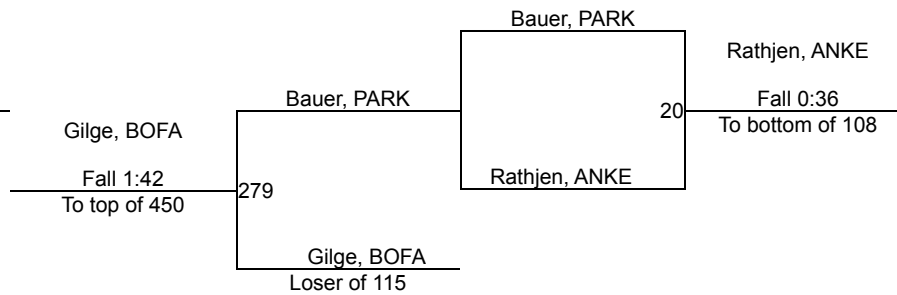 Bauer, PARK
Rathjen, ANKE
Bauer, PARK
20
Fall 0:36
To bottom of 108
Gilge, BOFA
Fall 1:42
Rathjen, ANKE
279
To top of 450
Gilge, BOFA
Loser of 115